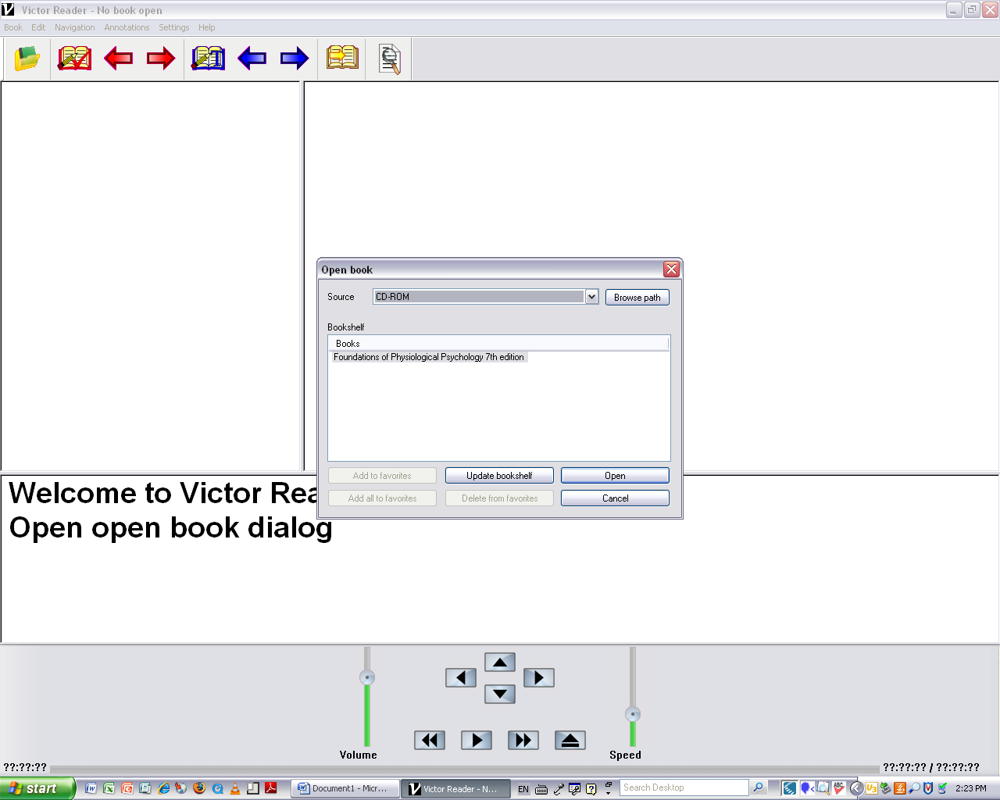 Victor Reader - No book open
Book Edit Navigation Annotations Settings Help
Open book
Source CD-ROM Browse path
Bookshelf
Books
Foundations of Physiological Psychology 7th edition
Add to favorites Update bookshelf Open
Add all to favorites Delete from favorites Cancel
Welcome to Victor Rea
Open open book dialog
Volume Speed
??:??:?? ??:??:?? / ??:??:??
start Document1 - Micr... Victor Reader - N... EN Search Desktop 2:23 PM